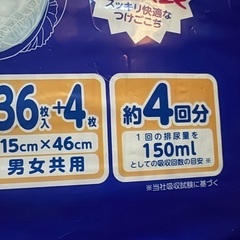 スッキリ快適な
つけごこち
36枚入+4枚
15cm×46cm
男女共用
約4回分
1回の排尿量を
150ml
としての吸収回数の目安※
※当社吸収試験に基づく